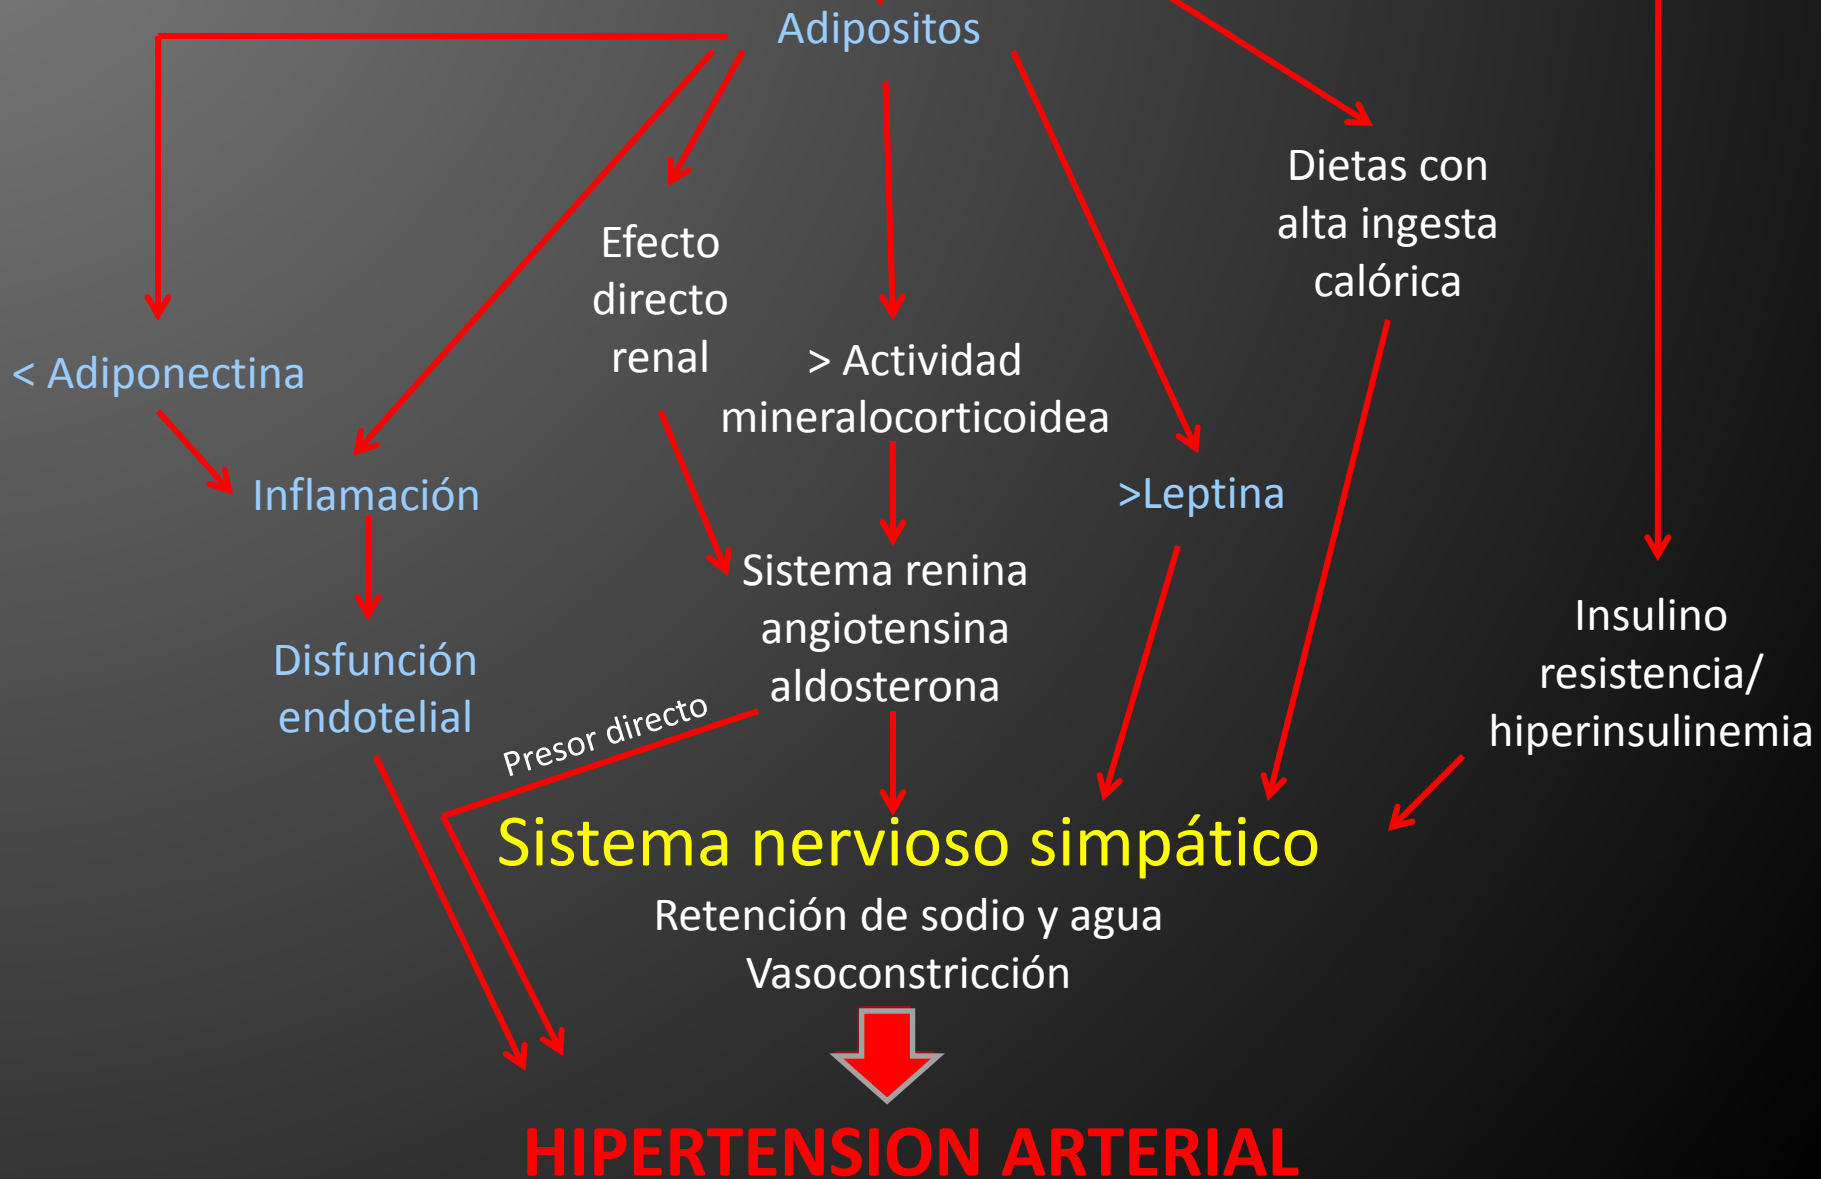 Adipositos
Dietas con
alta ingesta
calórica
Efecto
directo
renal
< Adiponectina
> Actividad
mineralocorticoidea
Inflamación
>Leptina
Sistema renina
angiotensina
aldosterona
Insulino
resistencia/
hiperinsulinemia
Disfunción
endotelial
Presor directo
Sistema nervioso simpático
Retención de sodio y agua
Vasoconstricción
HIPERTENSION ARTERIAL